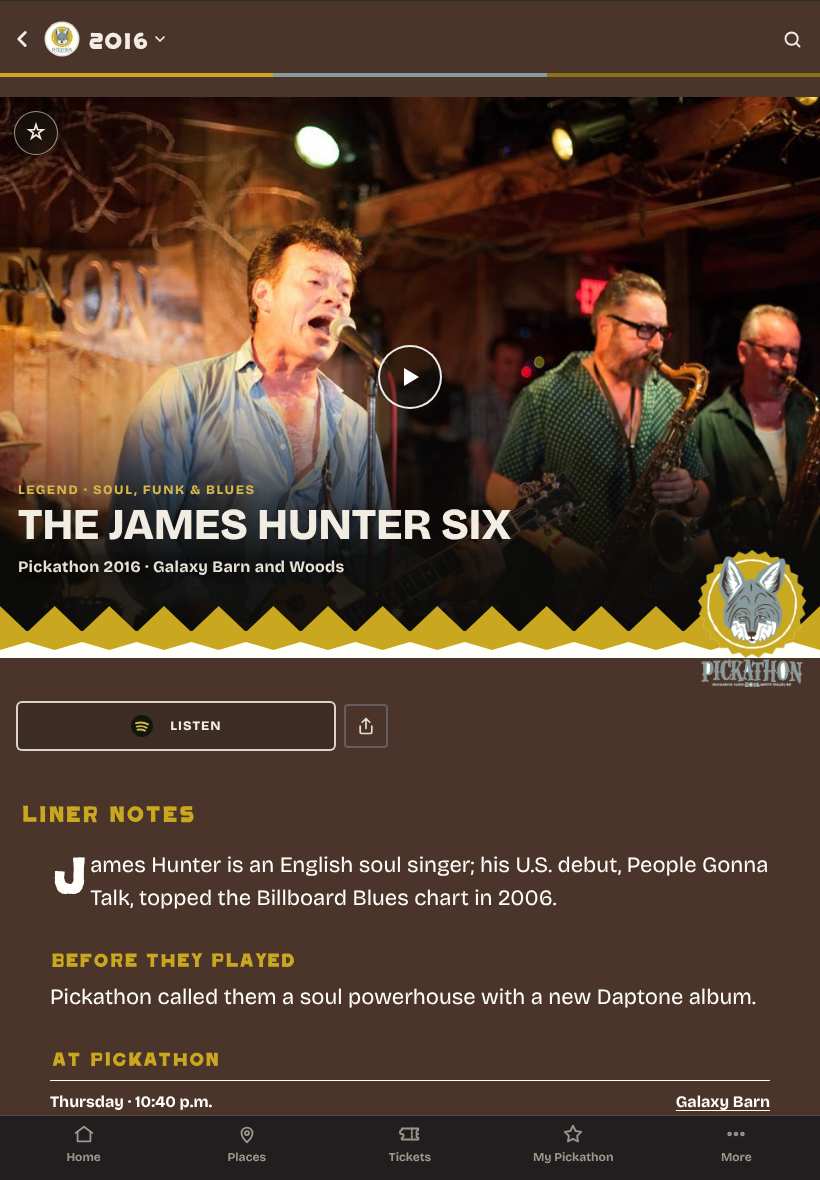 2016
THON
LEGEND · SOUL, FUNK & BLUES
THE JAMES HUNTER SIX
Pickathon 2016 · Galaxy Barn and Woods
PICKATHON
LISTEN
LINER NOTES
James Hunter is an English soul singer; his U.S. debut, People Gonna
Talk, topped the Billboard Blues chart in 2006.
BEFORE THEY PLAYED
Pickathon called them a soul powerhouse with a new Daptone album.
AT PICKATHON
Thursday · 10:40 p.m. Galaxy Barn
Home Places Tickets My Pickathon More